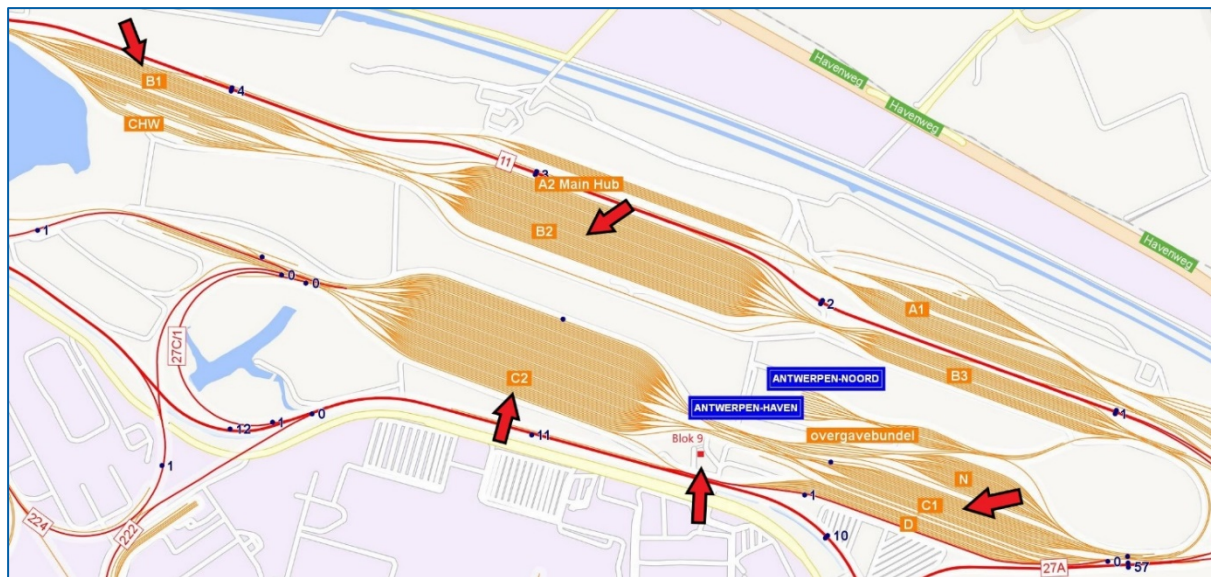 B1
4
CHW
Havenweg
Havenweg
Havenweg
11
3
A2 Main Hub
B2
1
0
0
2
A1
27C/1
C2
B3
ANTWERPEN-NOORD
ANTWERPEN-HAVEN
1
0
1
12
11
overgavebundel
Blok 9
1
N
1
C1
D
10
224
222
27A
0
57